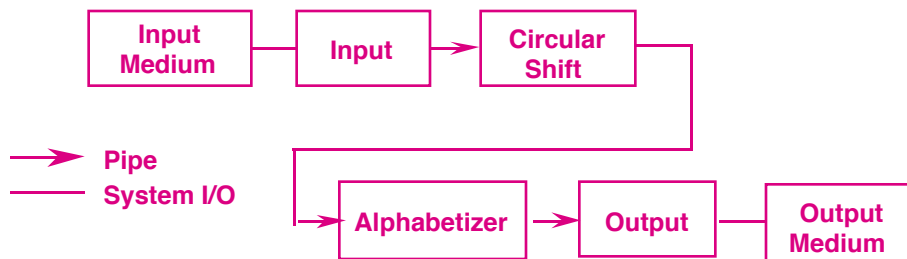 Input
Medium
Input
Circular
Shift
Pipe
System I/O
Alphabetizer
Output
Output
Medium